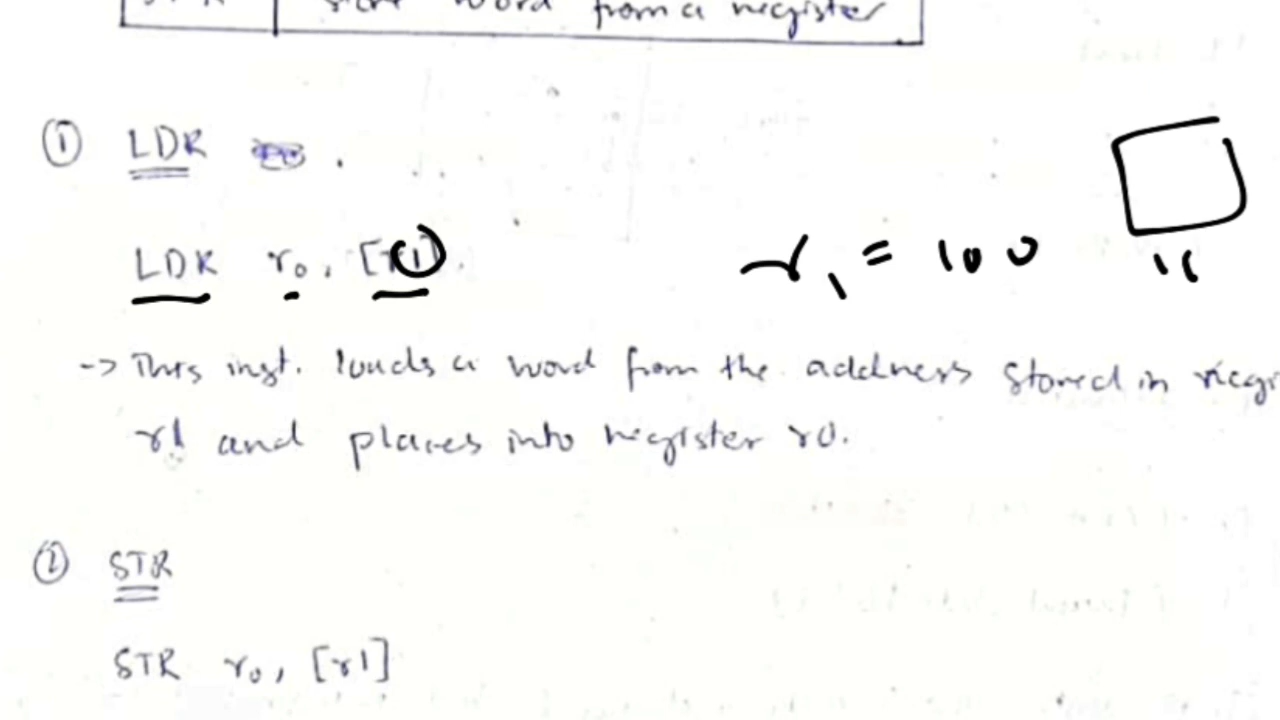 word from a register
① LDR .
LDR r0, [r1].
r1 = 100
→ This inst. loads a word from the address stored in regi
r1 and places into register r0.
② STR
STR r0, [r1]